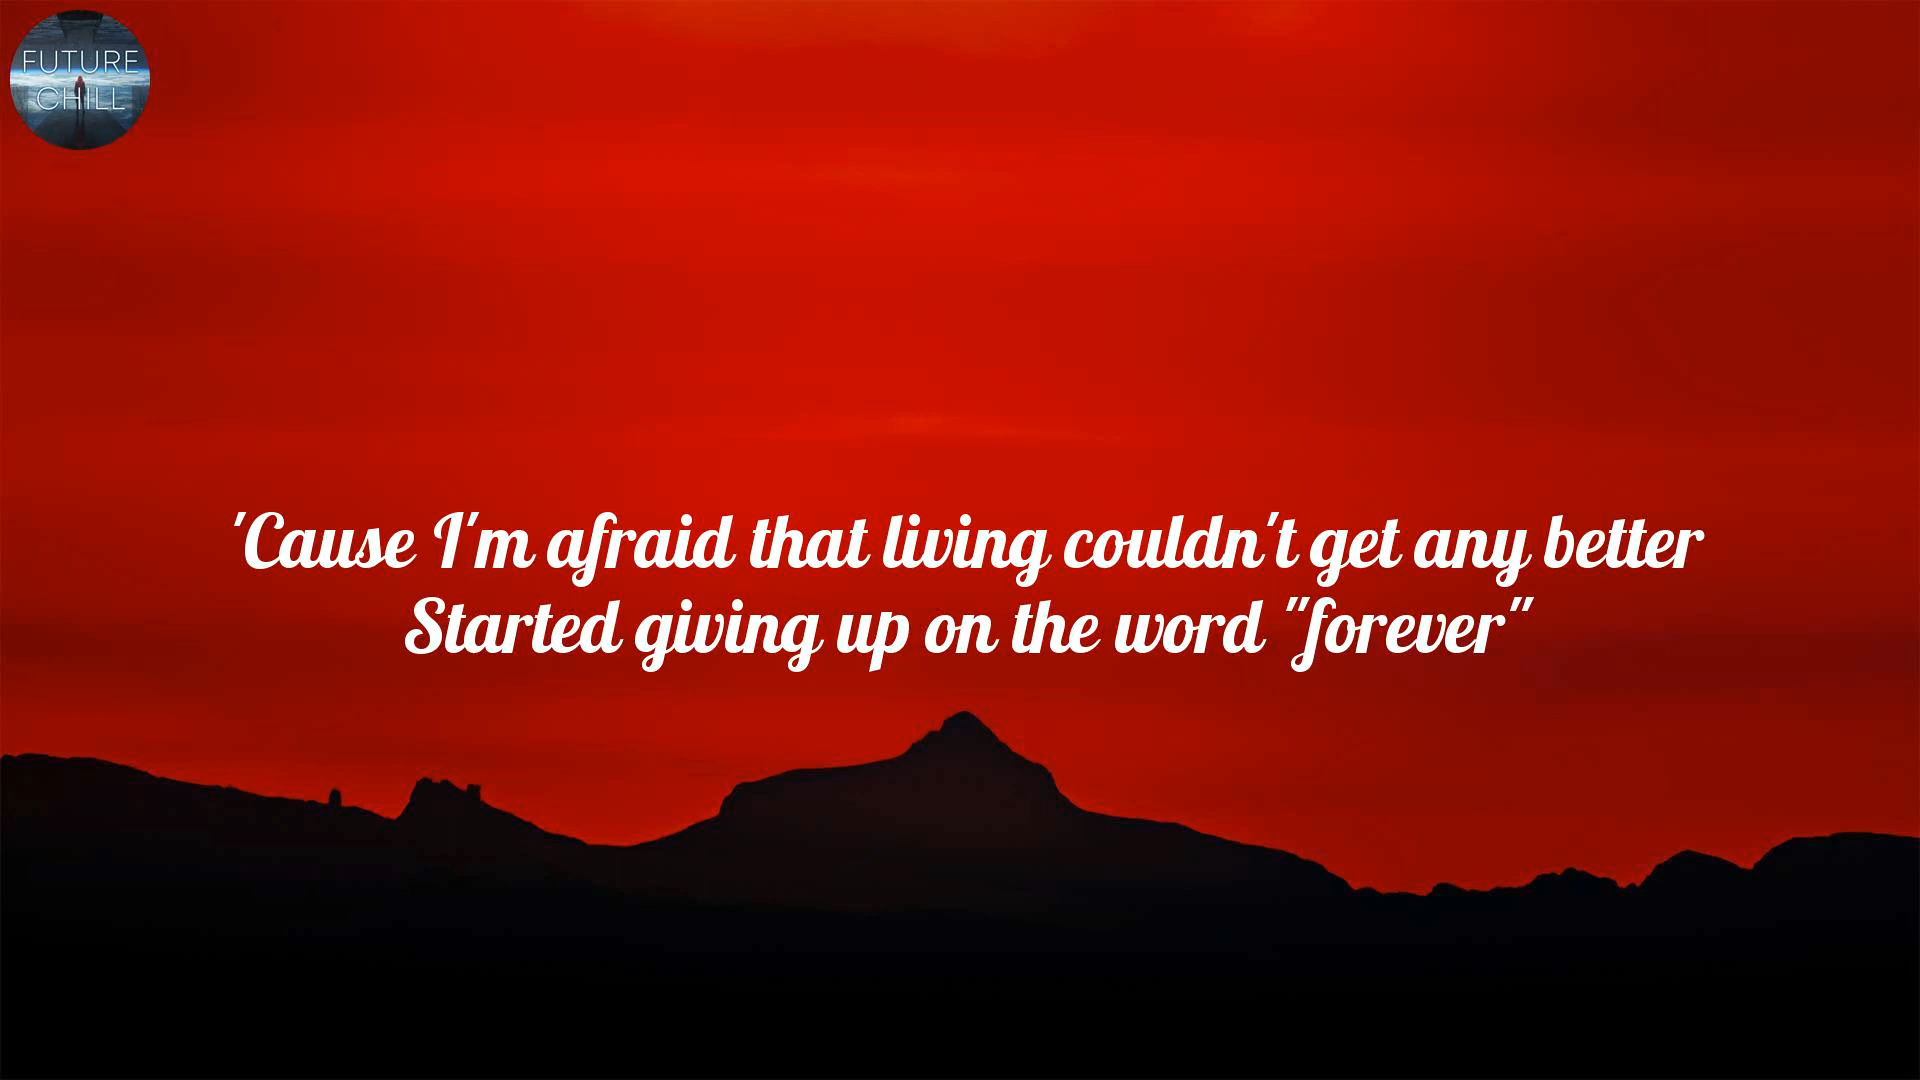 FUTURE
CHILL
'Cause I'm afraid that living couldn't get any better
Started giving up on the word "forever"